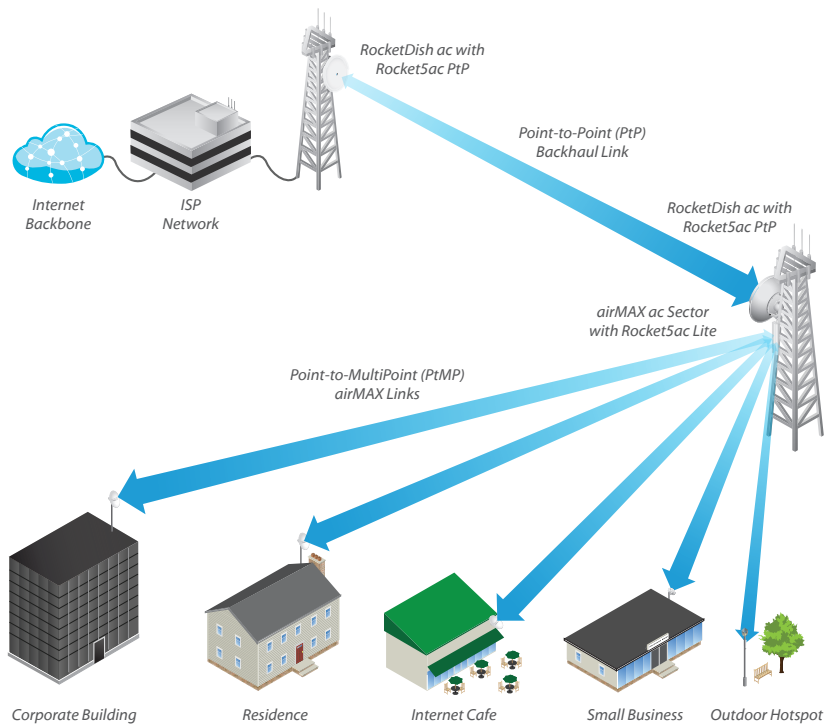 RocketDish ac with
Rocket5ac PtP
Point-to-Point (PtP)
Backhaul Link
Internet
Backbone
ISP
Network
RocketDish ac with
Rocket5ac PtP
airMAX ac Sector
with Rocket5ac Lite
Point-to-MultiPoint (PtMP)
airMAX Links
Corporate Building
Residence
Internet Cafe
Small Business
Outdoor Hotspot